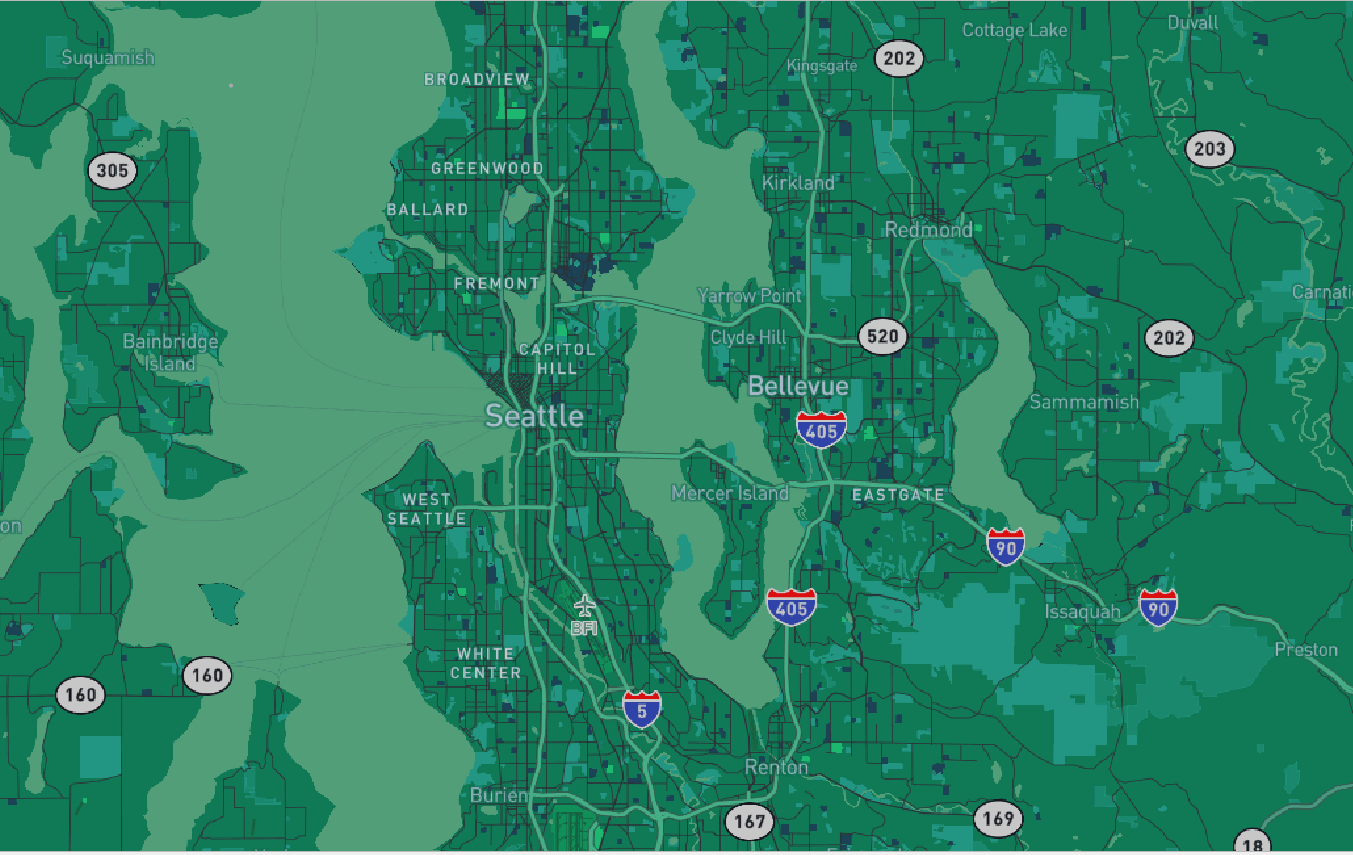 Duvall
Cottage Lake
Suquamish
202
Kingsgate
BROADVIEW
203
GREENWOOD
305
Kirkland
BALLARD
Redmond
FREMONT
Carnati
Yarrow Point
520
202
Clyde Hill
Bainbridge
Island
CAPITOL
HILL
Bellevue
Sammamish
Seattle
405
Mercer Island
EASTGATE
WEST
SEATTLE
on
90
405
90
Issaquah
BFI
Preston
WHITE
CENTER
160
160
5
Renton
Burien
167
169
18